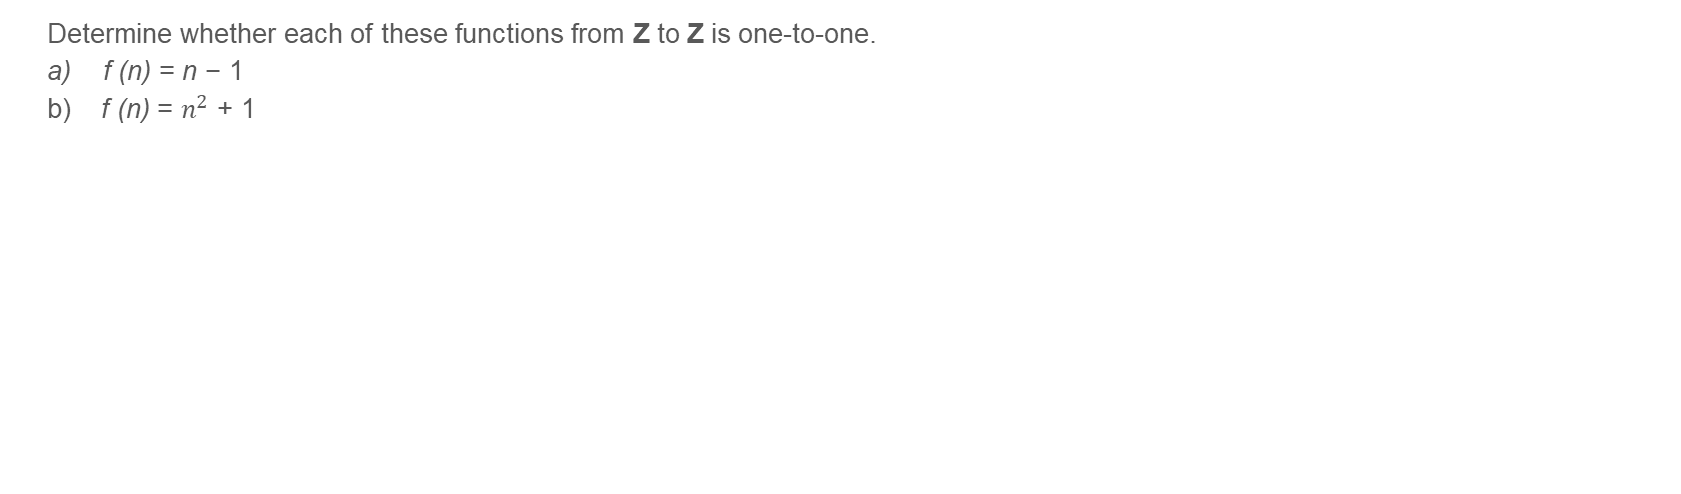 Determine whether each of these functions from Z to Z is one-to-one.
a) f (n) = n − 1
b) f (n) = n² + 1